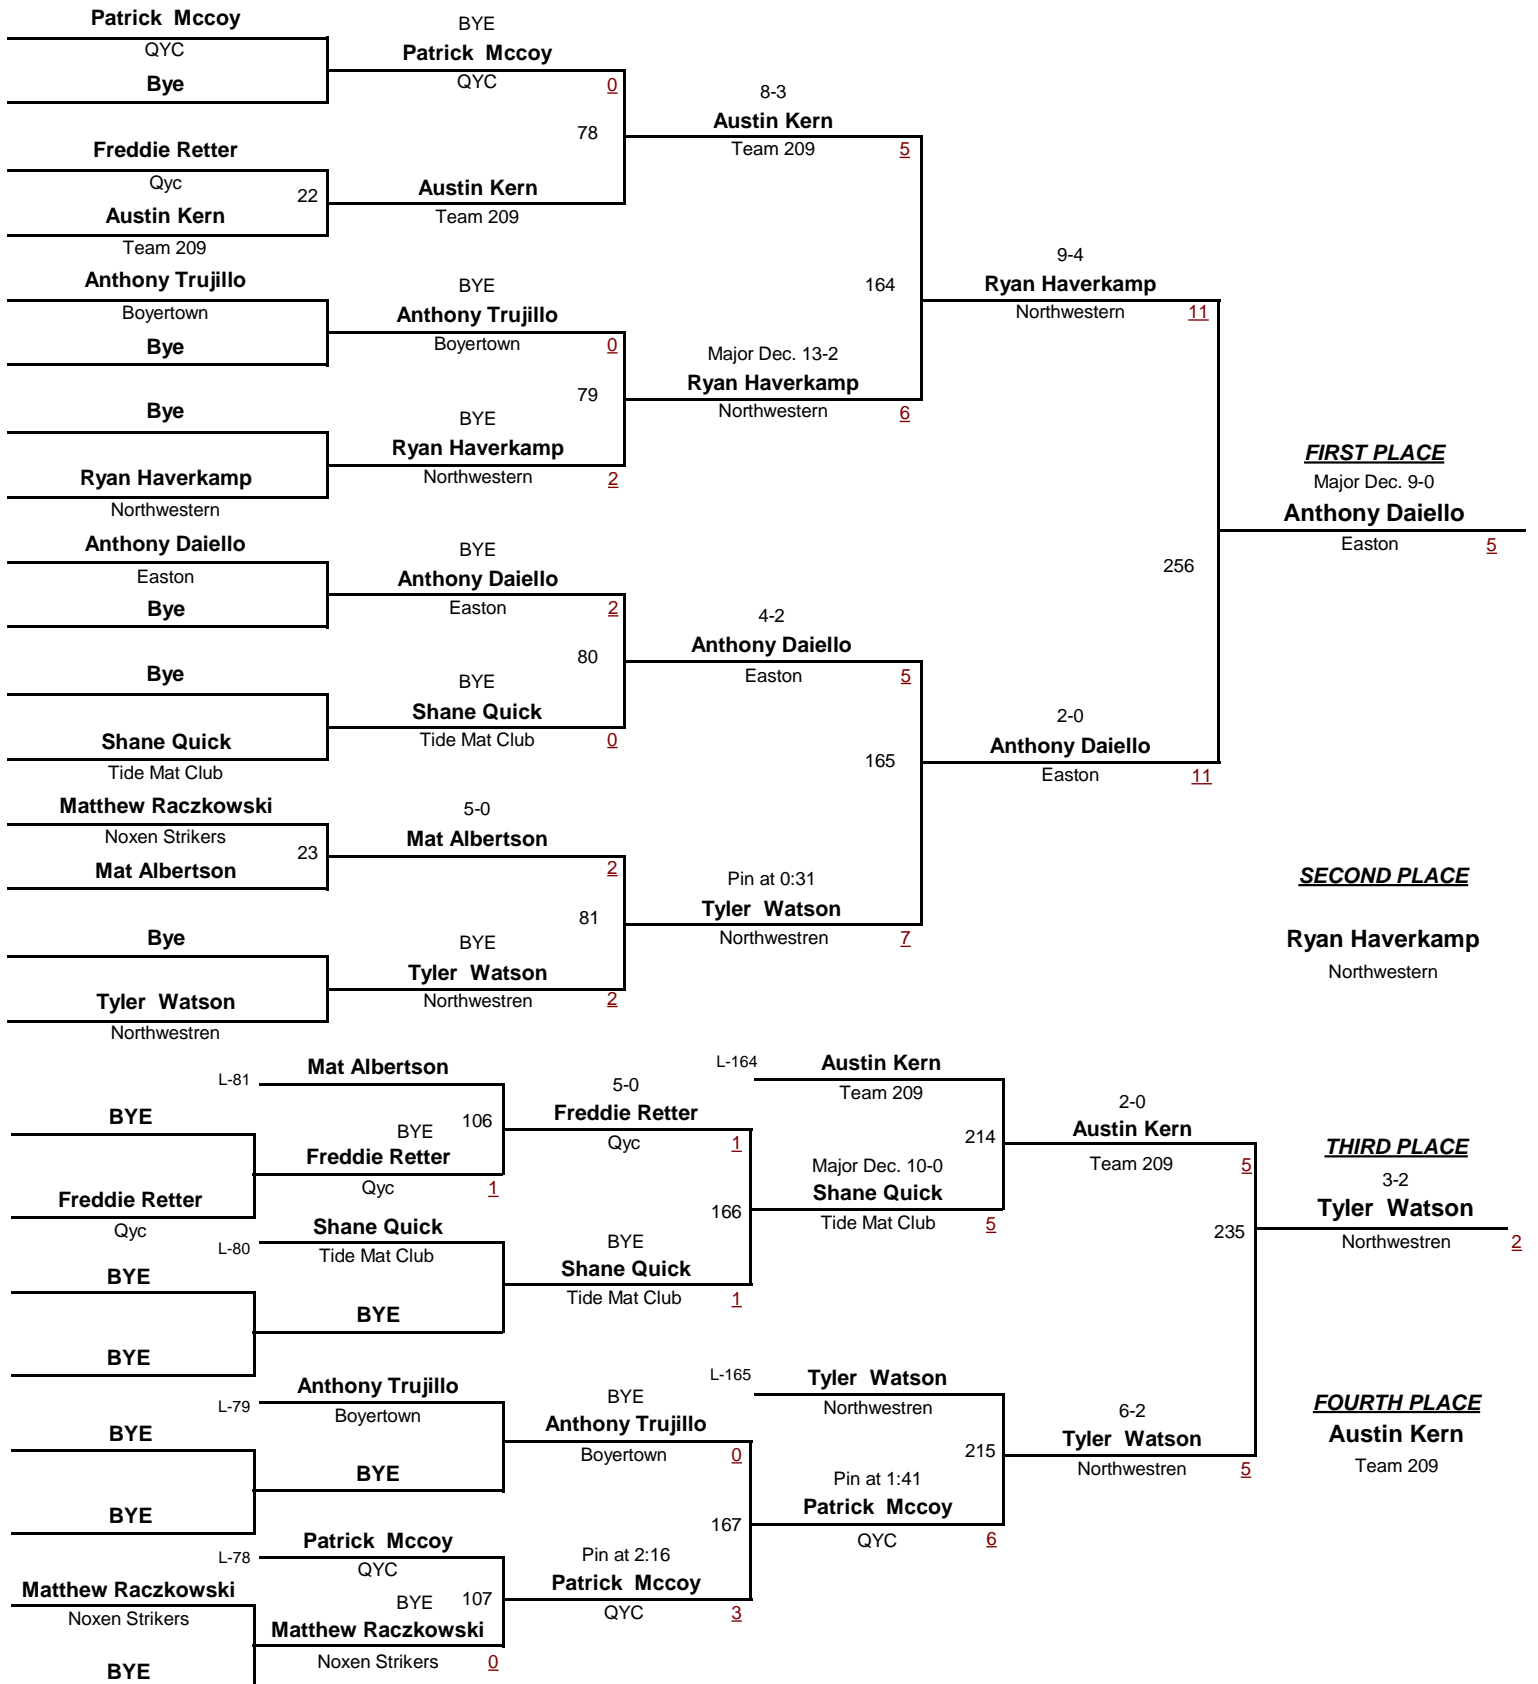 Patrick  Mccoy
QYC
Bye
Freddie Retter
Qyc
22
Austin Kern
Team 209
Anthony Trujillo
Boyertown
Bye
Bye
Ryan Haverkamp
Northwestern
Anthony Daiello
Easton
Bye
Bye
Shane Quick
Tide Mat Club
Matthew Raczkowski
Noxen Strikers
23
Mat Albertson
Bye
Tyler  Watson
Northwestren
BYE
Patrick  Mccoy
QYC
0
78
Austin Kern
Team 209
BYE
Anthony Trujillo
Boyertown
0
79
BYE
Ryan Haverkamp
Northwestern
2
BYE
Anthony Daiello
Easton
2
80
BYE
Shane Quick
Tide Mat Club
0
5-0
Mat Albertson
2
81
BYE
Tyler  Watson
Northwestren
2
8-3
Austin Kern
Team 209
5
164
Major Dec. 13-2
Ryan Haverkamp
Northwestern
6
4-2
Anthony Daiello
Easton
5
165
Pin at 0:31
Tyler  Watson
Northwestren
7
9-4
Ryan Haverkamp
Northwestern
11
256
2-0
Anthony Daiello
Easton
11
FIRST PLACE
Major Dec. 9-0
Anthony Daiello
Easton
5
SECOND PLACE
Ryan Haverkamp
Northwestern
L-81
Mat Albertson
BYE
106
BYE
Freddie Retter
Qyc
1
Freddie Retter
Qyc
L-80
Shane Quick
Tide Mat Club
BYE
BYE
BYE
L-79
Anthony Trujillo
Boyertown
BYE
BYE
BYE
L-78
Patrick  Mccoy
QYC
Matthew Raczkowski
Noxen Strikers
BYE
107
Matthew Raczkowski
Noxen Strikers
0
BYE
5-0
Freddie Retter
Qyc
1
166
BYE
Shane Quick
Tide Mat Club
1
BYE
Anthony Trujillo
Boyertown
0
167
Pin at 2:16
Patrick  Mccoy
QYC
3
L-164
Austin Kern
Team 209
214
Major Dec. 10-0
Shane Quick
Tide Mat Club
5
L-165
Tyler  Watson
Northwestren
215
Pin at 1:41
Patrick  Mccoy
QYC
6
2-0
Austin Kern
Team 209
5
235
6-2
Tyler  Watson
Northwestren
5
THIRD PLACE
3-2
Tyler  Watson
Northwestren
2
FOURTH PLACE
Austin Kern
Team 209